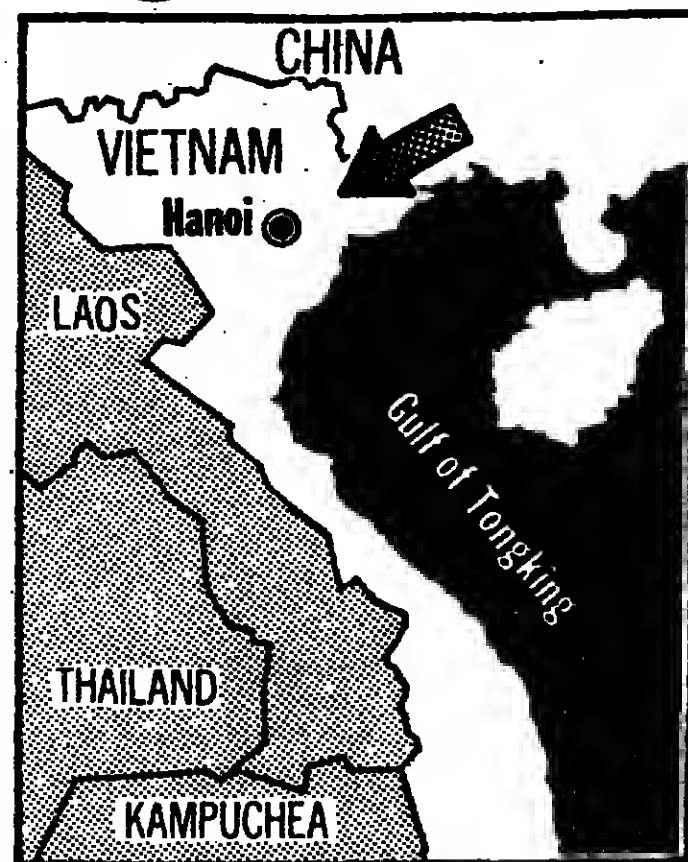 CHINA
VIETNAM
Hanoi
LAOS
Gulf of Tongking
THAILAND
KAMPUCHEA